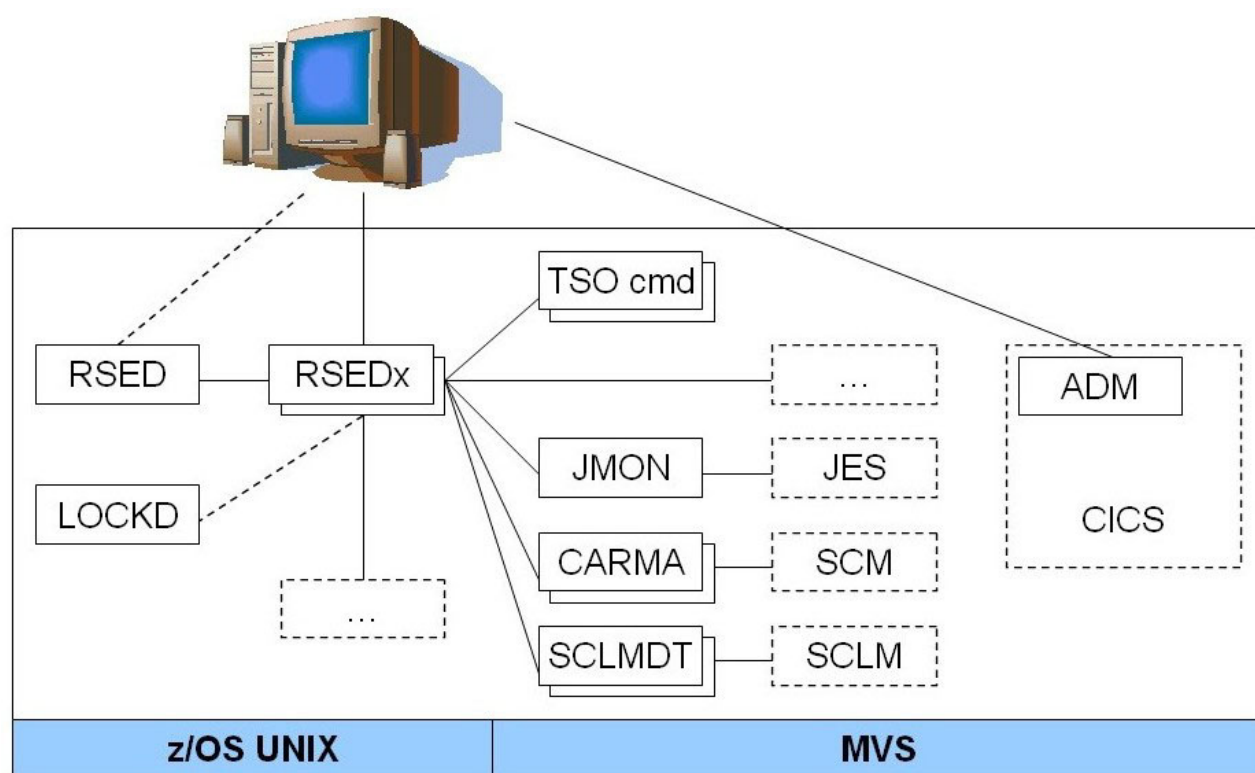 TSO cmd
RSED
RSEDx
...
ADM
JMON
JES
LOCKD
CICS
CARMA
SCM
...
SCLMDT
SCLM
z/OS UNIX
MVS